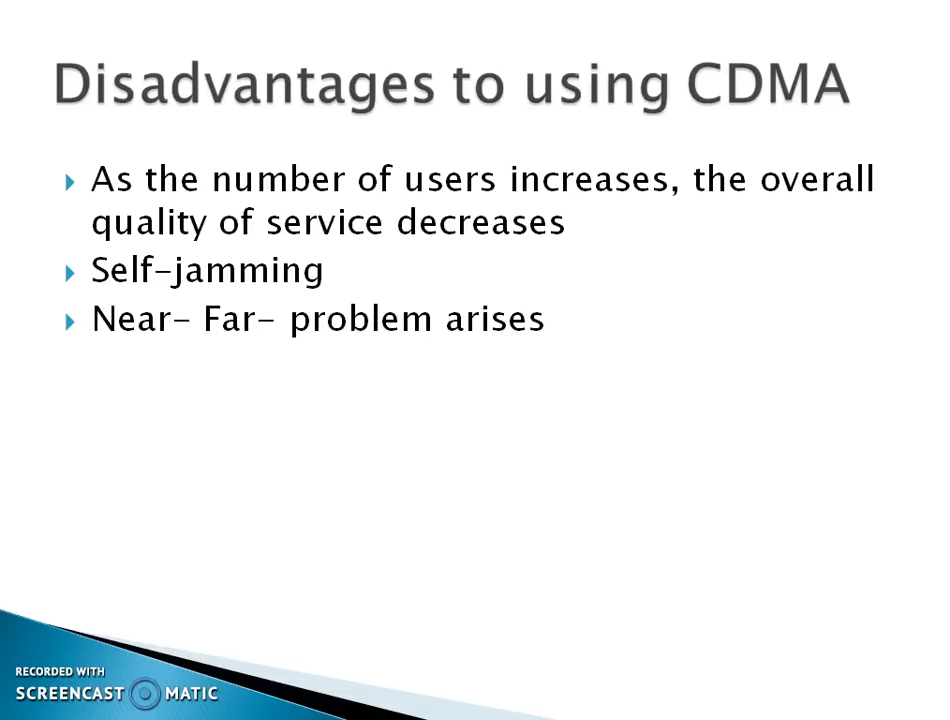 Disadvantages to using CDMA
As the number of users increases, the overall
quality of service decreases
Self-jamming
Near- Far- problem arises
RECORDED WITH
SCREENCAST MATIC